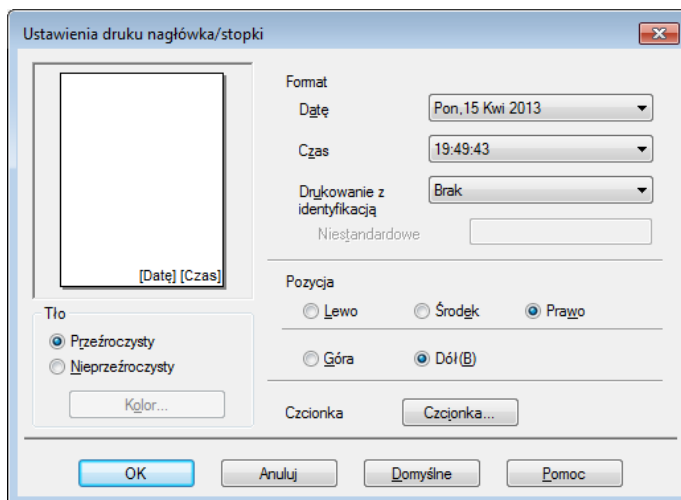 Ustawienia druku nagłówka/stopki
Format
Datę
Pon,15 Kwi 2013
Czas
19:49:43
Drukowanie z
identyfikacją
Brak
Niestandardowe
[Datę] [Czas]
Pozycja
Lewo
Środek
Prawo
Góra
Dół(B)
Tło
Przeźroczysty
Nieprzeźroczysty
Kolor...
Czcionka
Czcionka...
OK
Anuluj
Domyślne
Pomoc